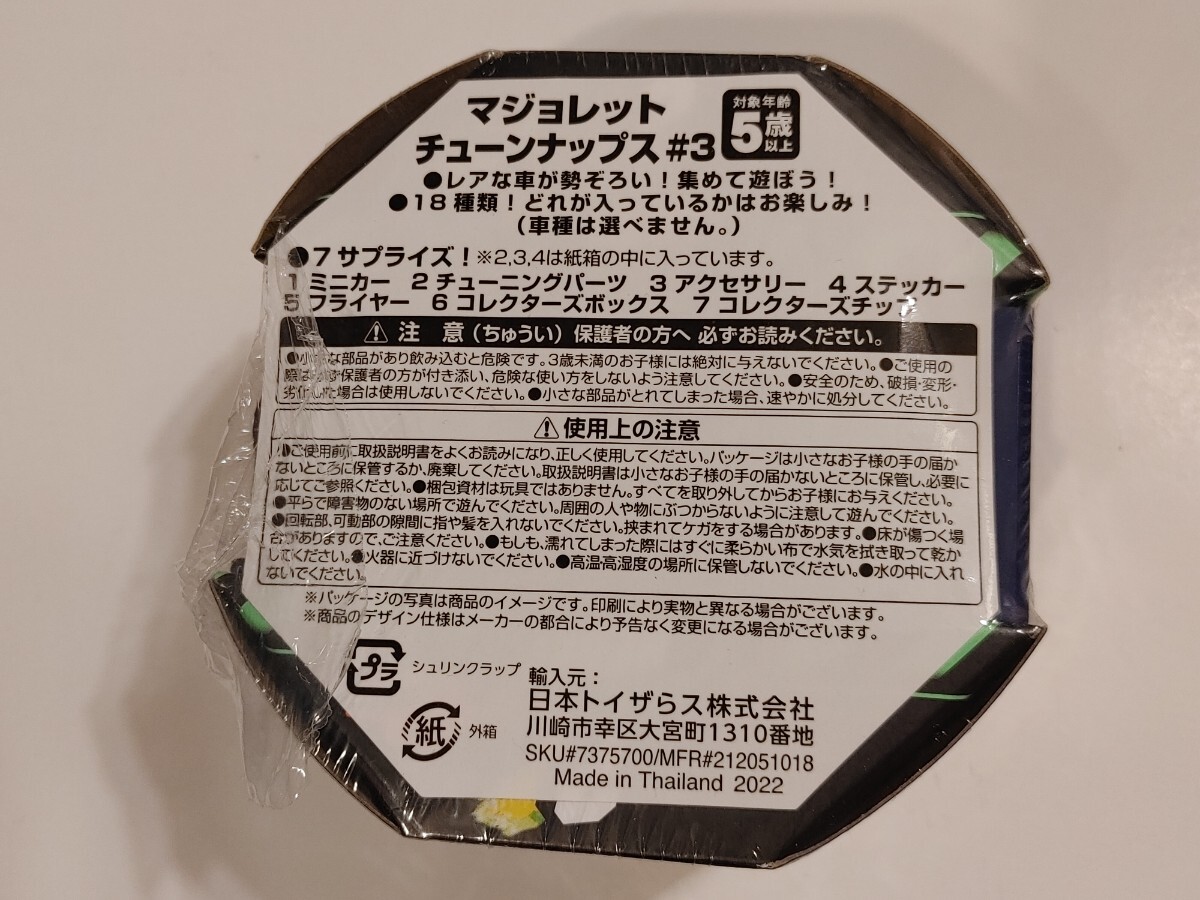 マジョレット
チューンナップス #3
対象年齢
5歳
以上
●レアな車が勢ぞろい！集めて遊ぼう！
●18種類！どれが入っているかはお楽しみ！
（車種は選べません。）
●7 サプライズ！※2,3,4は紙箱の中に入っています。
1 ミニカー 2 チューニングパーツ 3 アクセサリー 4 ステッカー
5 フライヤー 6 コレクターズボックス 7 コレクターズチップ
⚠ 注 意（ちゅうい）保護者の方へ 必ずお読みください。
●小さな部品があり飲み込むと危険です。3歳未満のお子様には絶対に与えないでください。●ご使用の
際は必ず保護者の方が付き添い、危険な使い方をしないよう注意してください。●安全のため、破損・変形・
劣化した場合は使用しないでください。●小さな部品がとれてしまった場合、速やかに処分してください。
⚠使用上の注意
●ご使用前に取扱説明書をよくお読みになり、正しく使用してください。パッケージは小さなお子様の手の届か
ないところに保管するか、廃棄してください。取扱説明書は小さなお子様の手の届かないところに保管し、必要に
応じてご参照ください。●梱包資材は玩具ではありません。すべてを取り外してからお子様にお与えください。
●平らで障害物のない場所で遊んでください。周囲の人や物にぶつからないように注意して遊んでください。
●回転部、可動部の隙間に指や髪を入れないでください。挟まれてケガをする場合があります。●床が傷つく場
合がありますので、ご注意ください。●もしも、濡れてしまった際にはすぐに柔らかい布で水気を拭き取って乾か
してください。●火器に近づけないでください。●高温高湿度の場所に保管しないでください。●水の中に入れ
ないでください。
※パッケージの写真は商品のイメージです。印刷により実物と異なる場合がございます。
※商品のデザイン仕様はメーカーの都合により予告なく変更になる場合がございます。
プラ シュリンクラップ
紙 外箱
輸入元：
日本トイザらス株式会社
川崎市幸区大宮町1310番地
SKU#7375700/MFR#212051018
Made in Thailand 2022